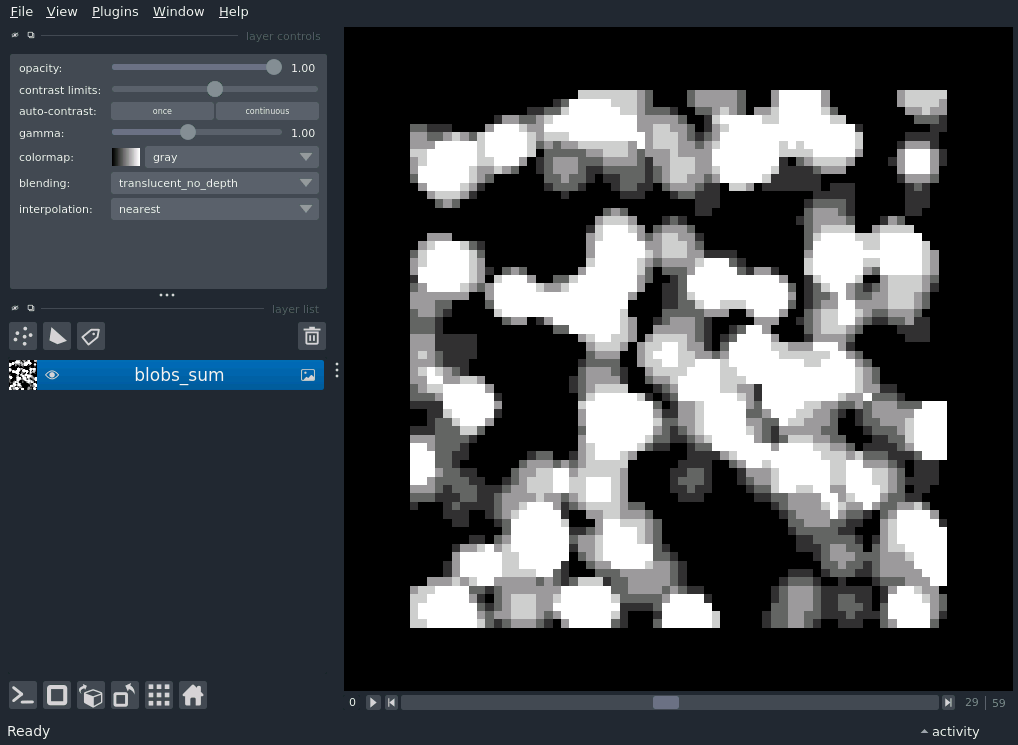 File View Plugins Window Help
layer controls
opacity: 1.00
contrast limits:
auto-contrast: once continuous
gamma: 1.00
colormap: gray
blending: translucent_no_depth
interpolation: nearest
layer list
blobs_sum
0 29 59
Ready activity